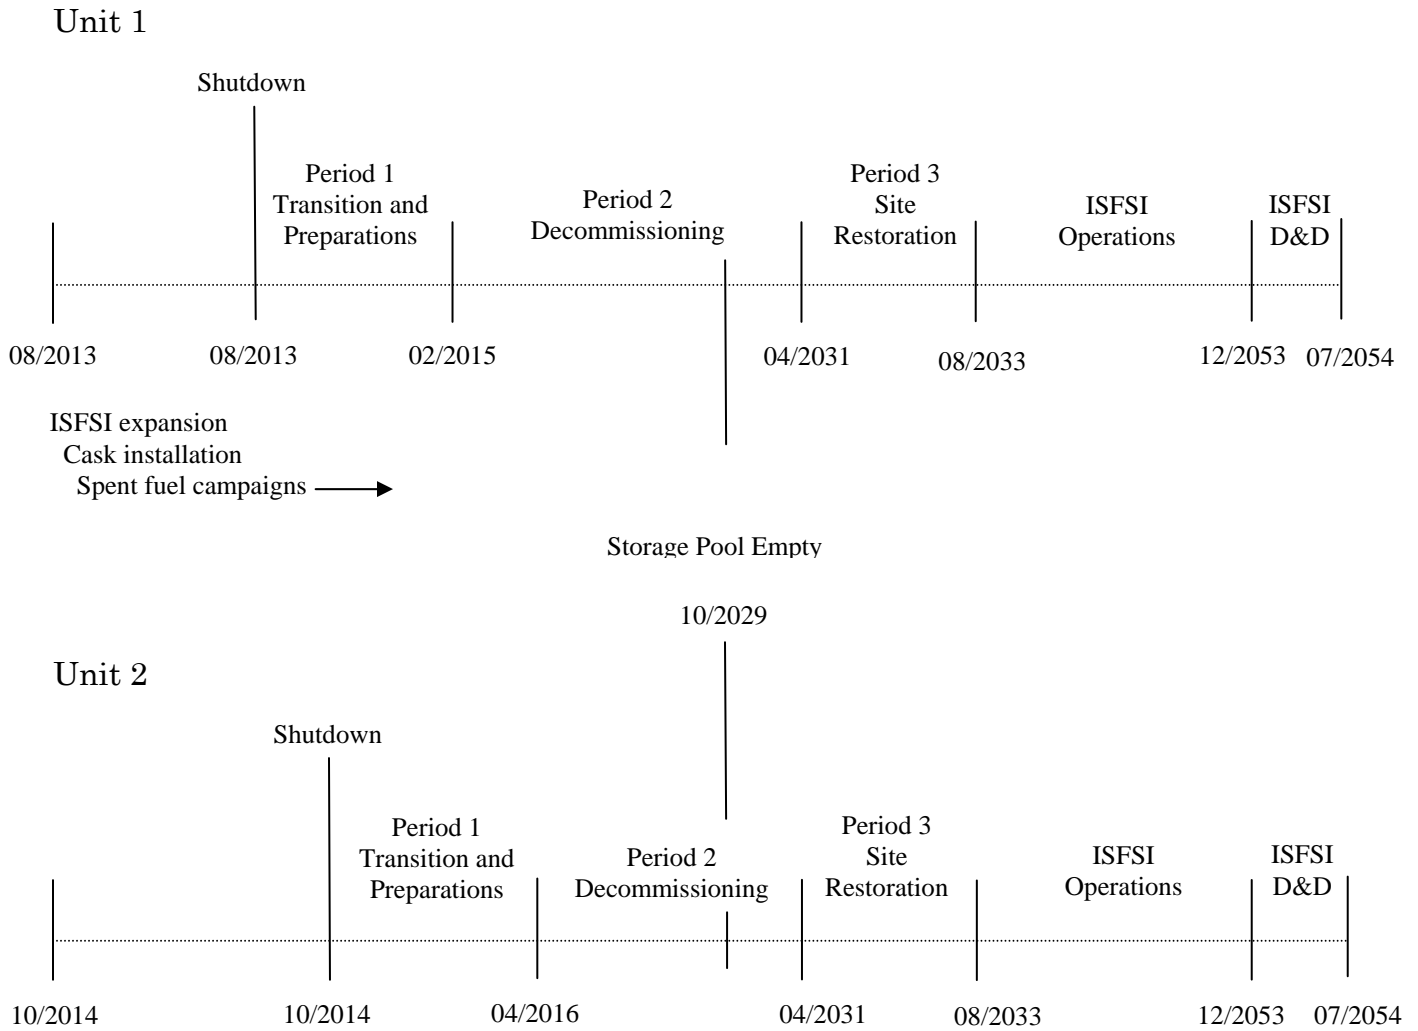 Unit 1
Shutdown
Period 1
Transition and
Preparations
Period 2
Decommissioning
Period 3
Site
Restoration
ISFSI
Operations
ISFSI
D&D
08/2013
08/2013
02/2015
04/2031
08/2033
12/2053
07/2054
ISFSI expansion
Cask installation
Spent fuel campaigns
Storage Pool Empty
10/2029
Unit 2
Shutdown
Period 1
Transition and
Preparations
Period 2
Decommissioning
Period 3
Site
Restoration
ISFSI
Operations
ISFSI
D&D
10/2014
10/2014
04/2016
04/2031
08/2033
12/2053
07/2054